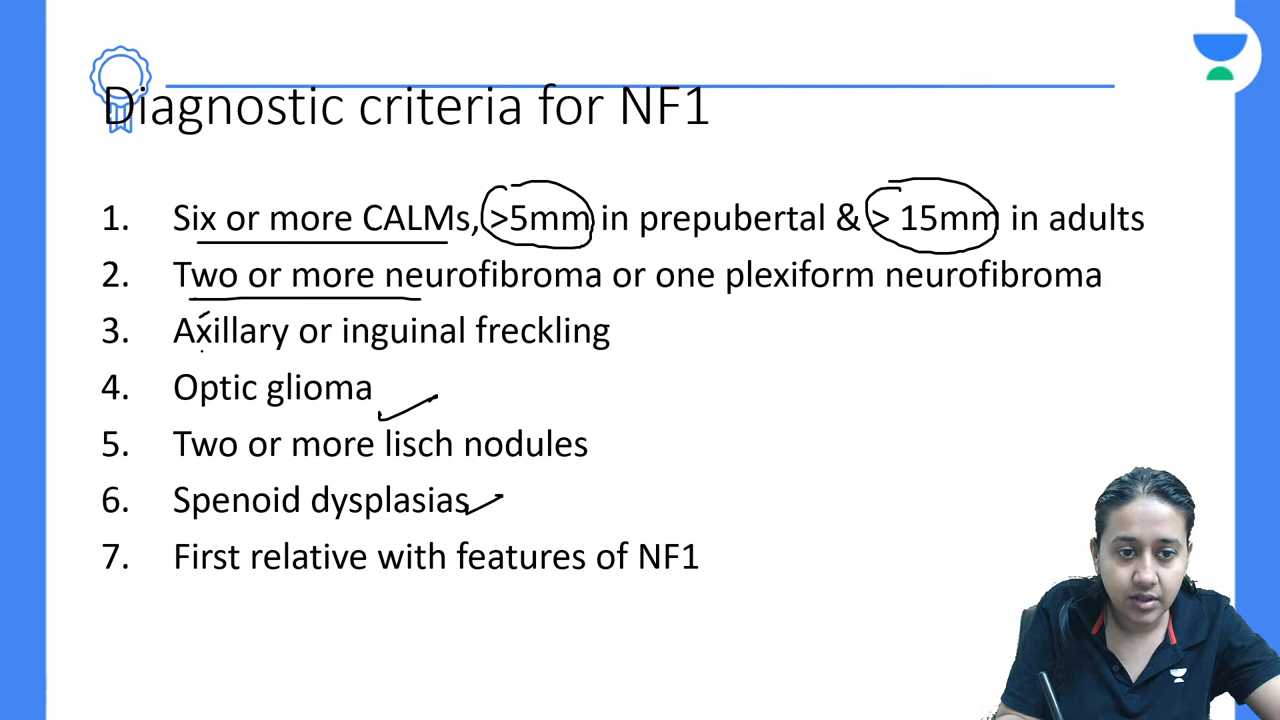 Diagnostic criteria for NF1
1. Six or more CALMs, >5mm in prepubertal & > 15mm in adults
2. Two or more neurofibroma or one plexiform neurofibroma
3. Axillary or inguinal freckling
4. Optic glioma
5. Two or more lisch nodules
6. Spenoid dysplasias
7. First relative with features of NF1